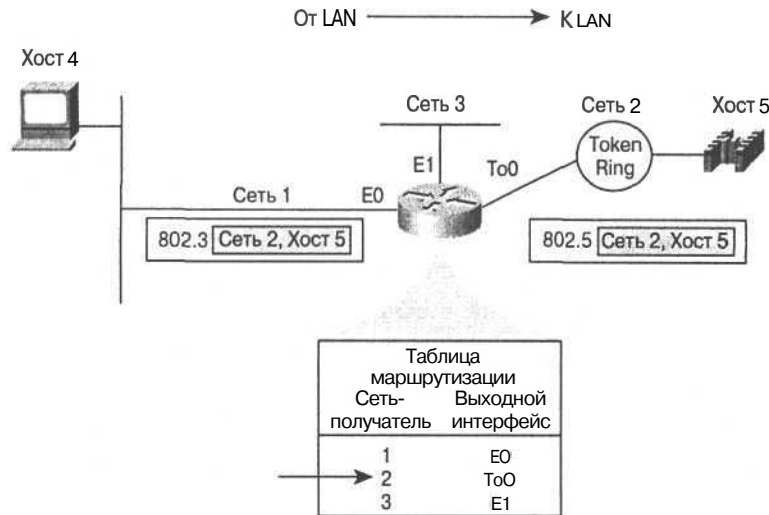 От LAN К LAN
Хост 4
Сеть 3
Сеть 2
Хост 5
Token
Ring
E1
To0
Сеть 1
E0
802.3 Сеть 2, Хост 5
802.5 Сеть 2, Хост 5
Таблица
маршрутизации
Сеть- Выходной
получатель интерфейс
1 E0
2 ToO
3 E1